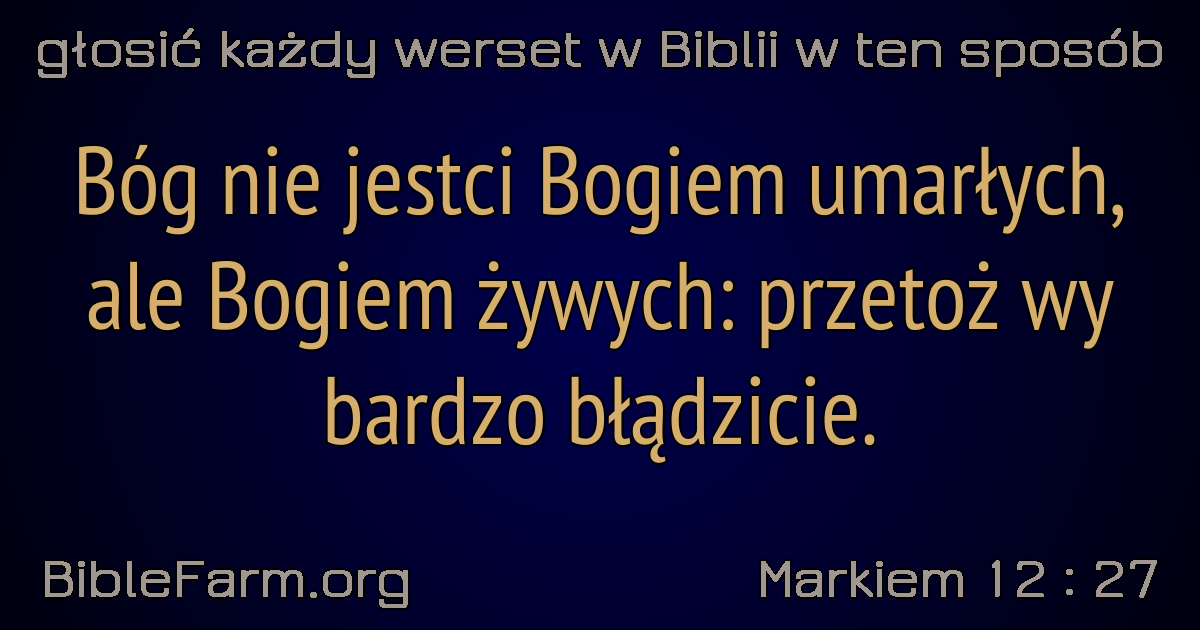 głosić każdy werset w Biblii w ten sposób
Bóg nie jestci Bogiem umarłych,
ale Bogiem żywych: przetoż wy
bardzo błądzicie.
BibleFarm.org
Markiem 12 : 27